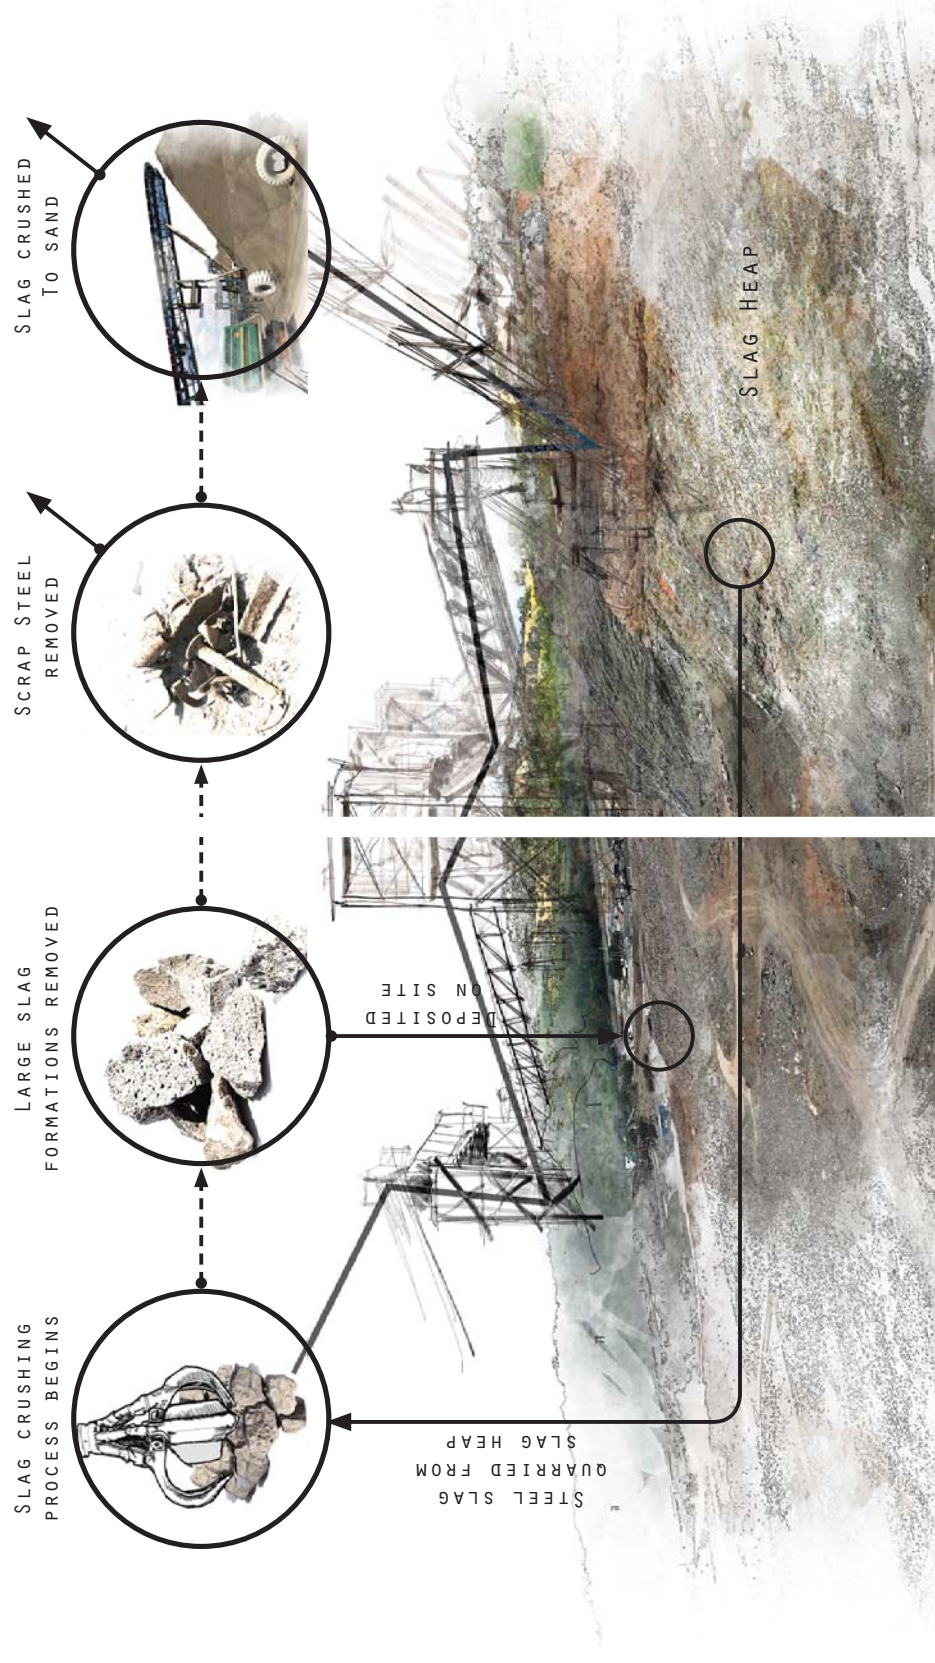 Slag crushing
process begins
Large slag
formations removed
Scrap Steel
removed
Slag crushed
To sand
Steel slag
quarried from
slag heap
Deposited
on site
Slag Heap